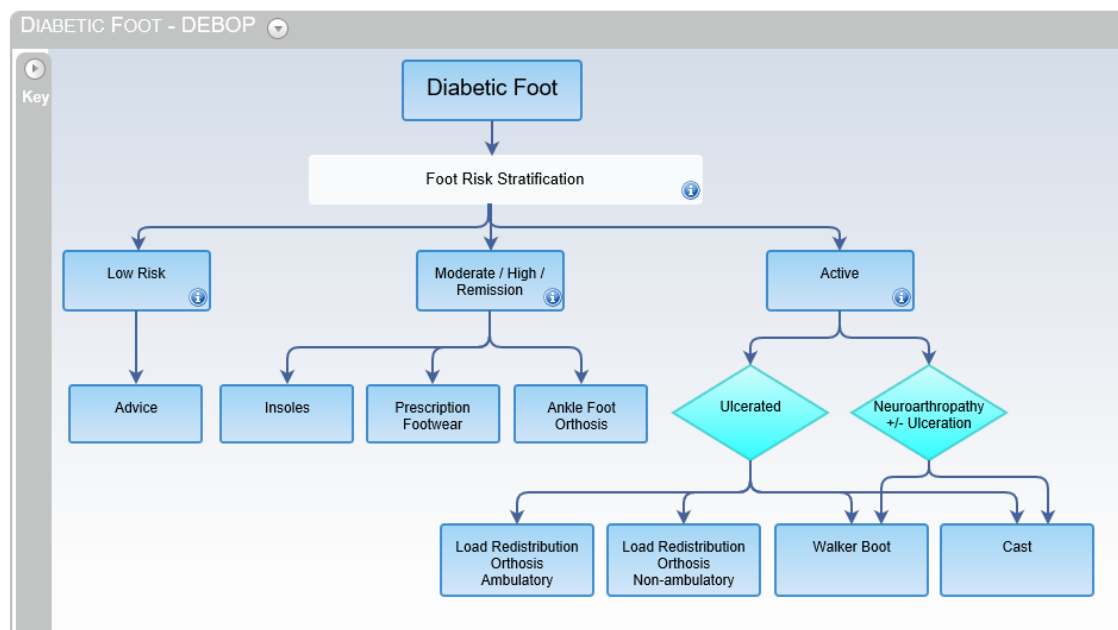 DIABETIC FOOT - DEBOP
Key
Diabetic Foot
Foot Risk Stratification
Low Risk
Moderate / High /
Remission
Active
Advice
Insoles
Prescription
Footwear
Ankle Foot
Orthosis
Ulcerated
Neuroarthropathy
+/- Ulceration
Load Redistribution
Orthosis
Ambulatory
Load Redistribution
Orthosis
Non-ambulatory
Walker Boot
Cast